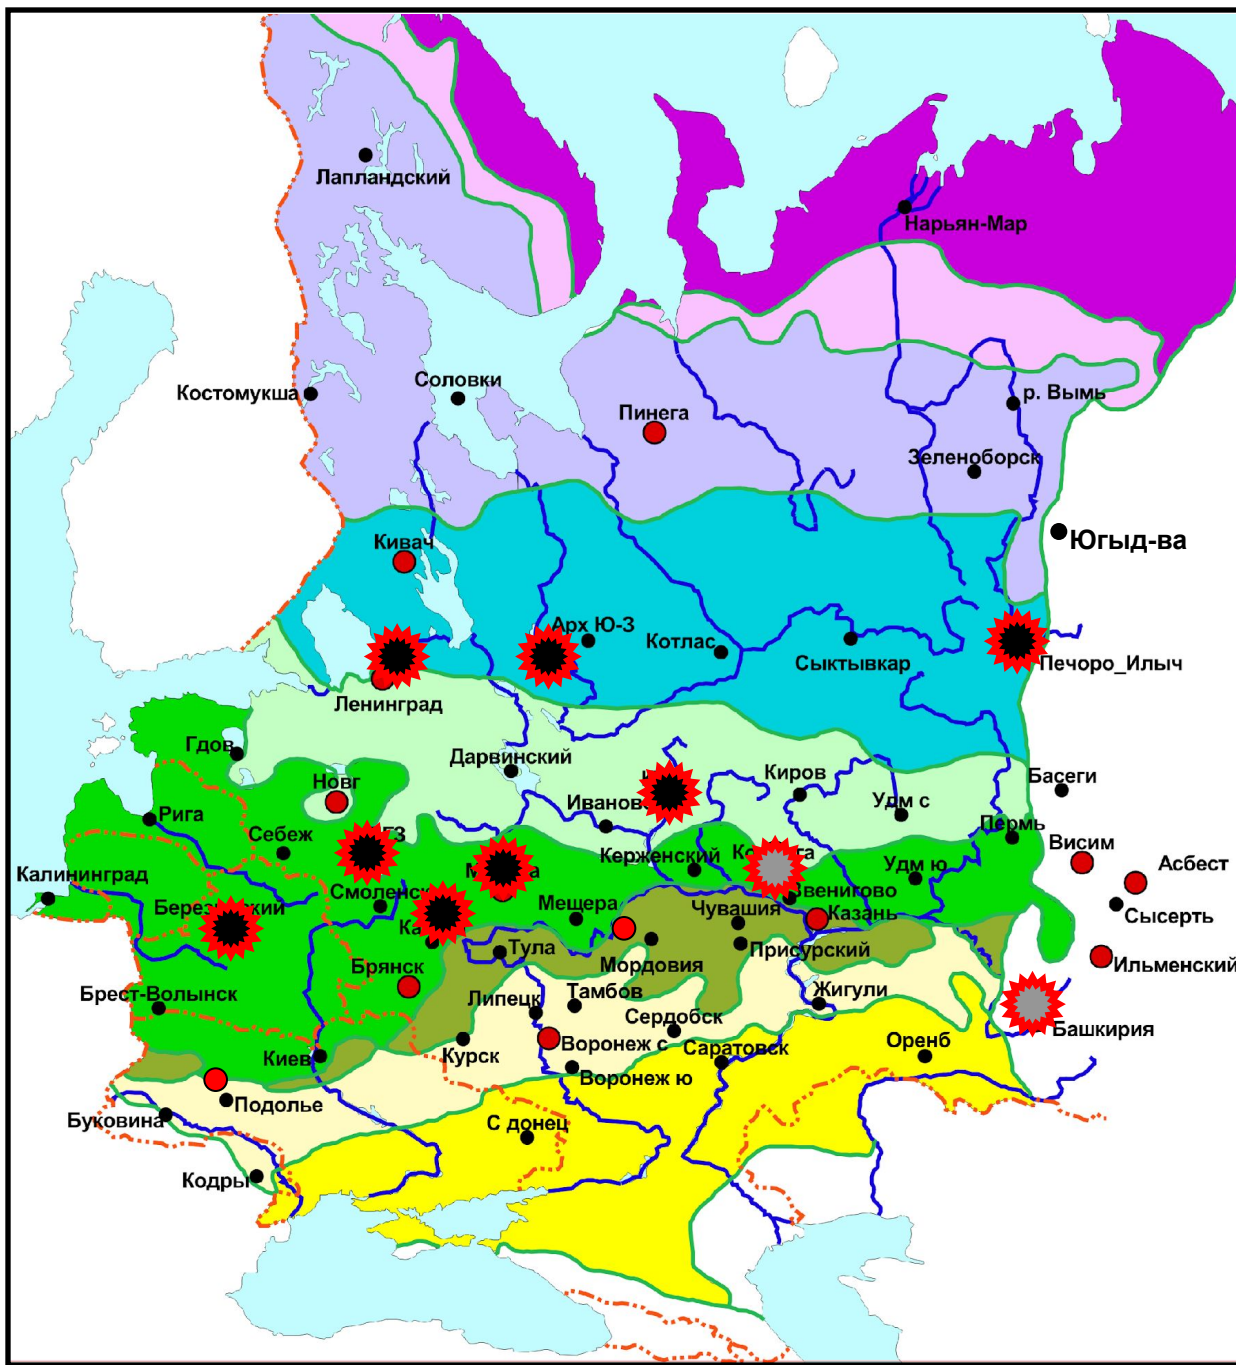 Лапландский
Нарьян-Мар
Костомукша
Соловки
р. Вымь
Пинега
Зеленоборск
Югыд-ва
Кивач
Арх Ю-З
Котлас
Сыктывкар
Печоро_Илыч
Ленинград
Гдов
Дарвинский
Новг
Киров
Басеги
Рига
Удм с
Пермь
Себеж
Висим
Асбест
Калининград
Керженский
Удм ю
Смоленск
Звенигово
Мещера
Чувашия
Казань
Сысерть
Тула
Присурский
Мордовия
Брянск
Ильменский
Брест-Волынск
Липецк
Тамбов
Жигули
Сердобск
Башкирия
Киев
Курск
Воронеж с
Саратовск
Оренб
Воронеж ю
Подолье
Буковина
С донец
Кодры